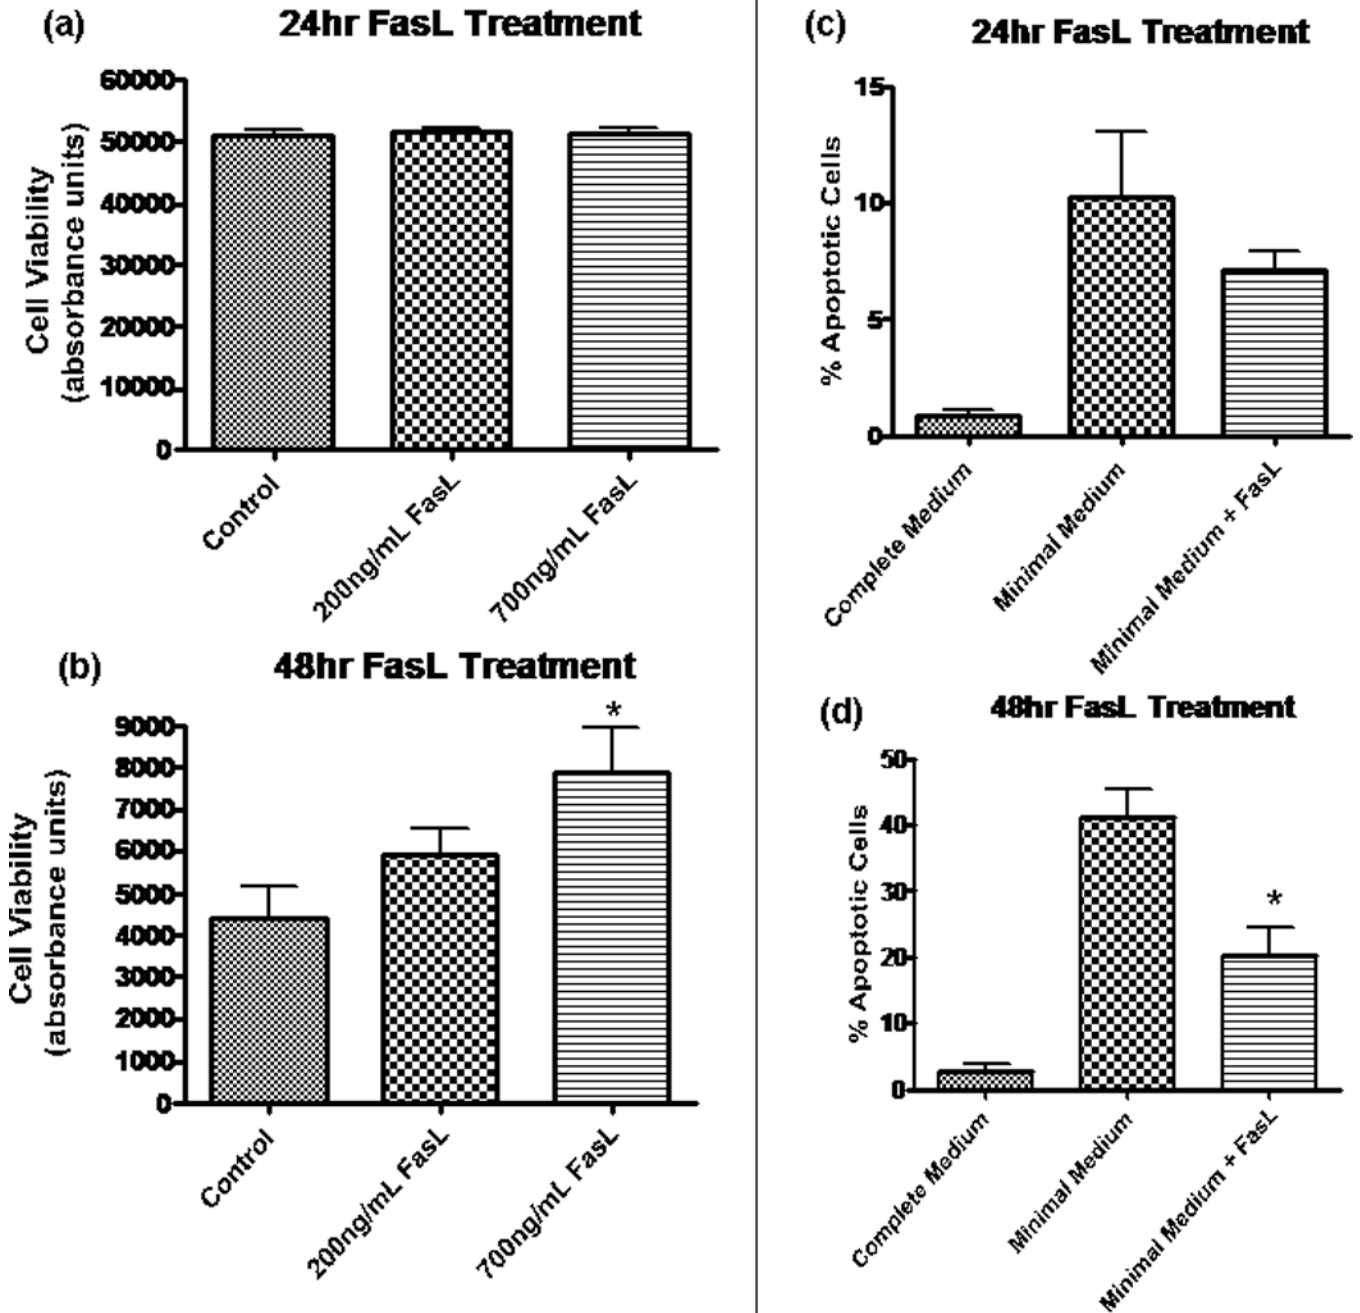 (a)
24hr FasL Treatment
Cell Viability
(absorbance units)
60000
50000
40000
30000
20000
10000
0
Control
200ng/mL FasL
700ng/mL FasL
(b)
48hr FasL Treatment
Cell Viability
(absorbance units)
9000
8000
7000
6000
5000
4000
3000
2000
1000
0
*
Control
200ng/mL FasL
700ng/mL FasL
(c)
24hr FasL Treatment
% Apoptotic Cells
15
10
5
0
Complete Medium
Minimal Medium
Minimal Medium + FasL
(d)
48hr FasL Treatment
% Apoptotic Cells
50
40
30
20
10
0
*
Complete Medium
Minimal Medium
Minimal Medium + FasL